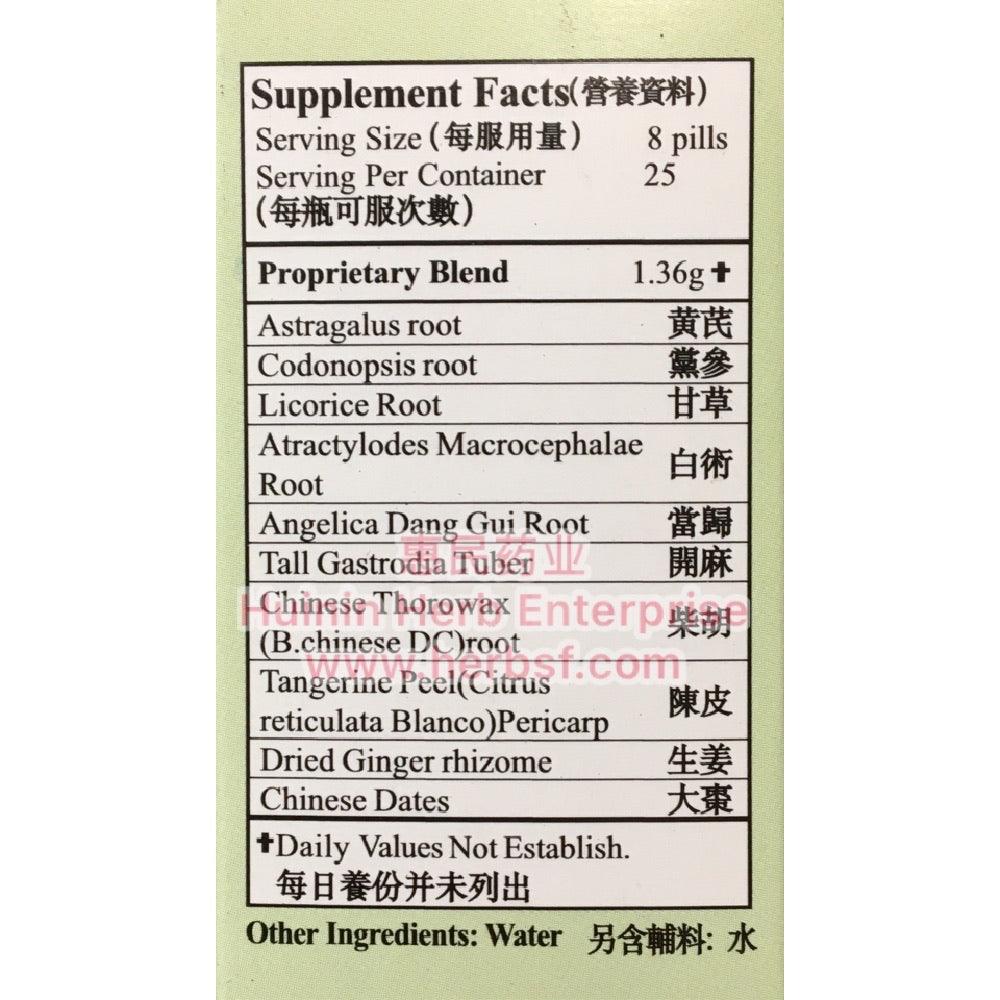 Supplement Facts(營養資料)
Serving Size (每服用量) 8 pills
Serving Per Container 25
(每瓶可服次數)
Proprietary Blend 1.36g✝
Astragalus root 黃芪
Codonopsis root 黨參
Licorice Root 甘草
Atractylodes Macrocephalae
Root 白術
Angelica Dang Gui Root 當歸
Tall Gastrodia Tuber 開麻
Chinese Thorowax
(B.chinese DC)root 柴胡
Tangerine Peel(Citrus
reticulata Blanco)Pericarp 陳皮
Dried Ginger rhizome 生姜
Chinese Dates 大棗
✝Daily Values Not Establish.
每日養份并未列出
Other Ingredients: Water 另含輔料: 水
惠民药业
Huimin Herb Enterprise
www.herbsf.com